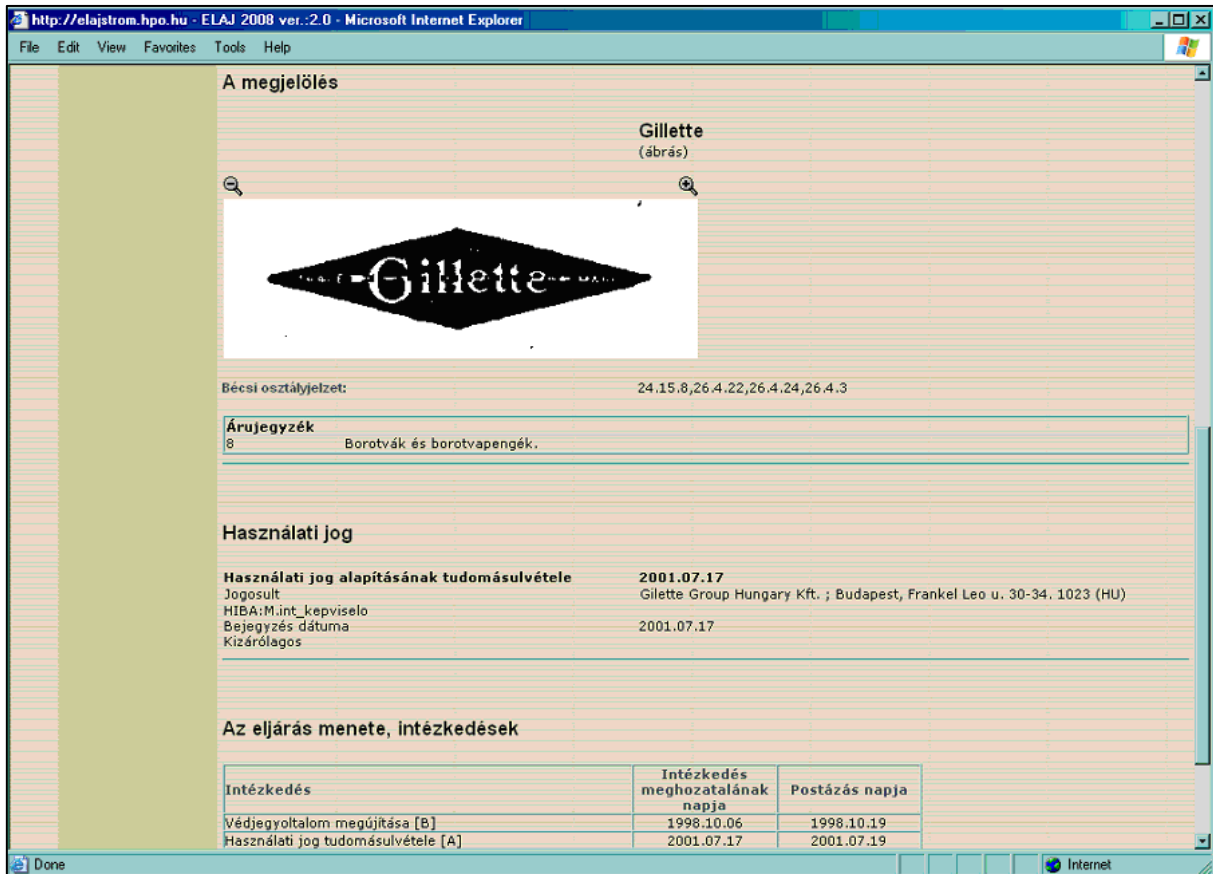 http://elajstrom.hpo.hu - ELAJ 2008 ver.:2.0 - Microsoft Internet Explorer
File Edit View Favorites Tools Help
A megjelölés
Gillette
(ábrás)
Gillette
Bécsi osztályjelzet: 24.15.8,26.4.22,26.4.24,26.4.3
Árujegyzék
8 Borotvák és borotvapengék.
Használati jog
Használati jog alapításának tudomásulvétele 2001.07.17
Jogosult Gilette Group Hungary Kft. ; Budapest, Frankel Leo u. 30-34. 1023 (HU)
HIBA:M.int_kepviselo
Bejegyzés dátuma 2001.07.17
Kizárólagos
Az eljárás menete, intézkedések
Intézkedés Intézkedés meghozatalának napja Postázás napja
Védjegyoltalom megújítása [B] 1998.10.06 1998.10.19
Használati jog tudomásulvétele [A] 2001.07.17 2001.07.19
Done Internet